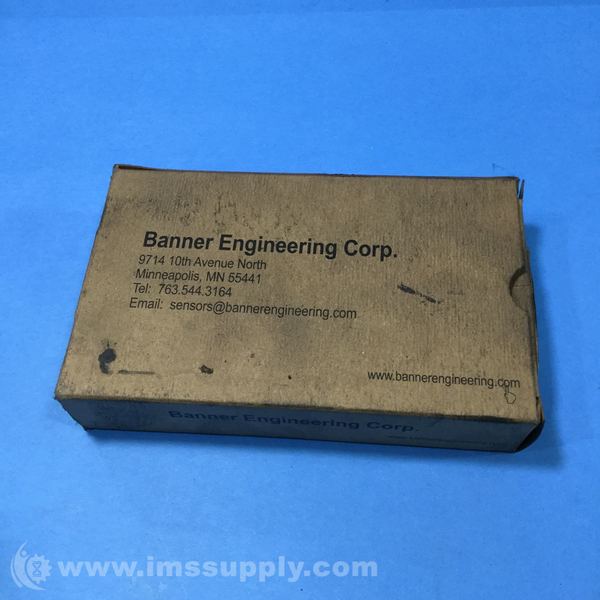 Banner Engineering Corp.
9714 10th Avenue North
Minneapolis, MN 55441
Tel: 763.544.3164
Email: sensors@bannerengineering.com
www.bannerengineering.com
Banner Engineering Corp.
www.imssupply.com